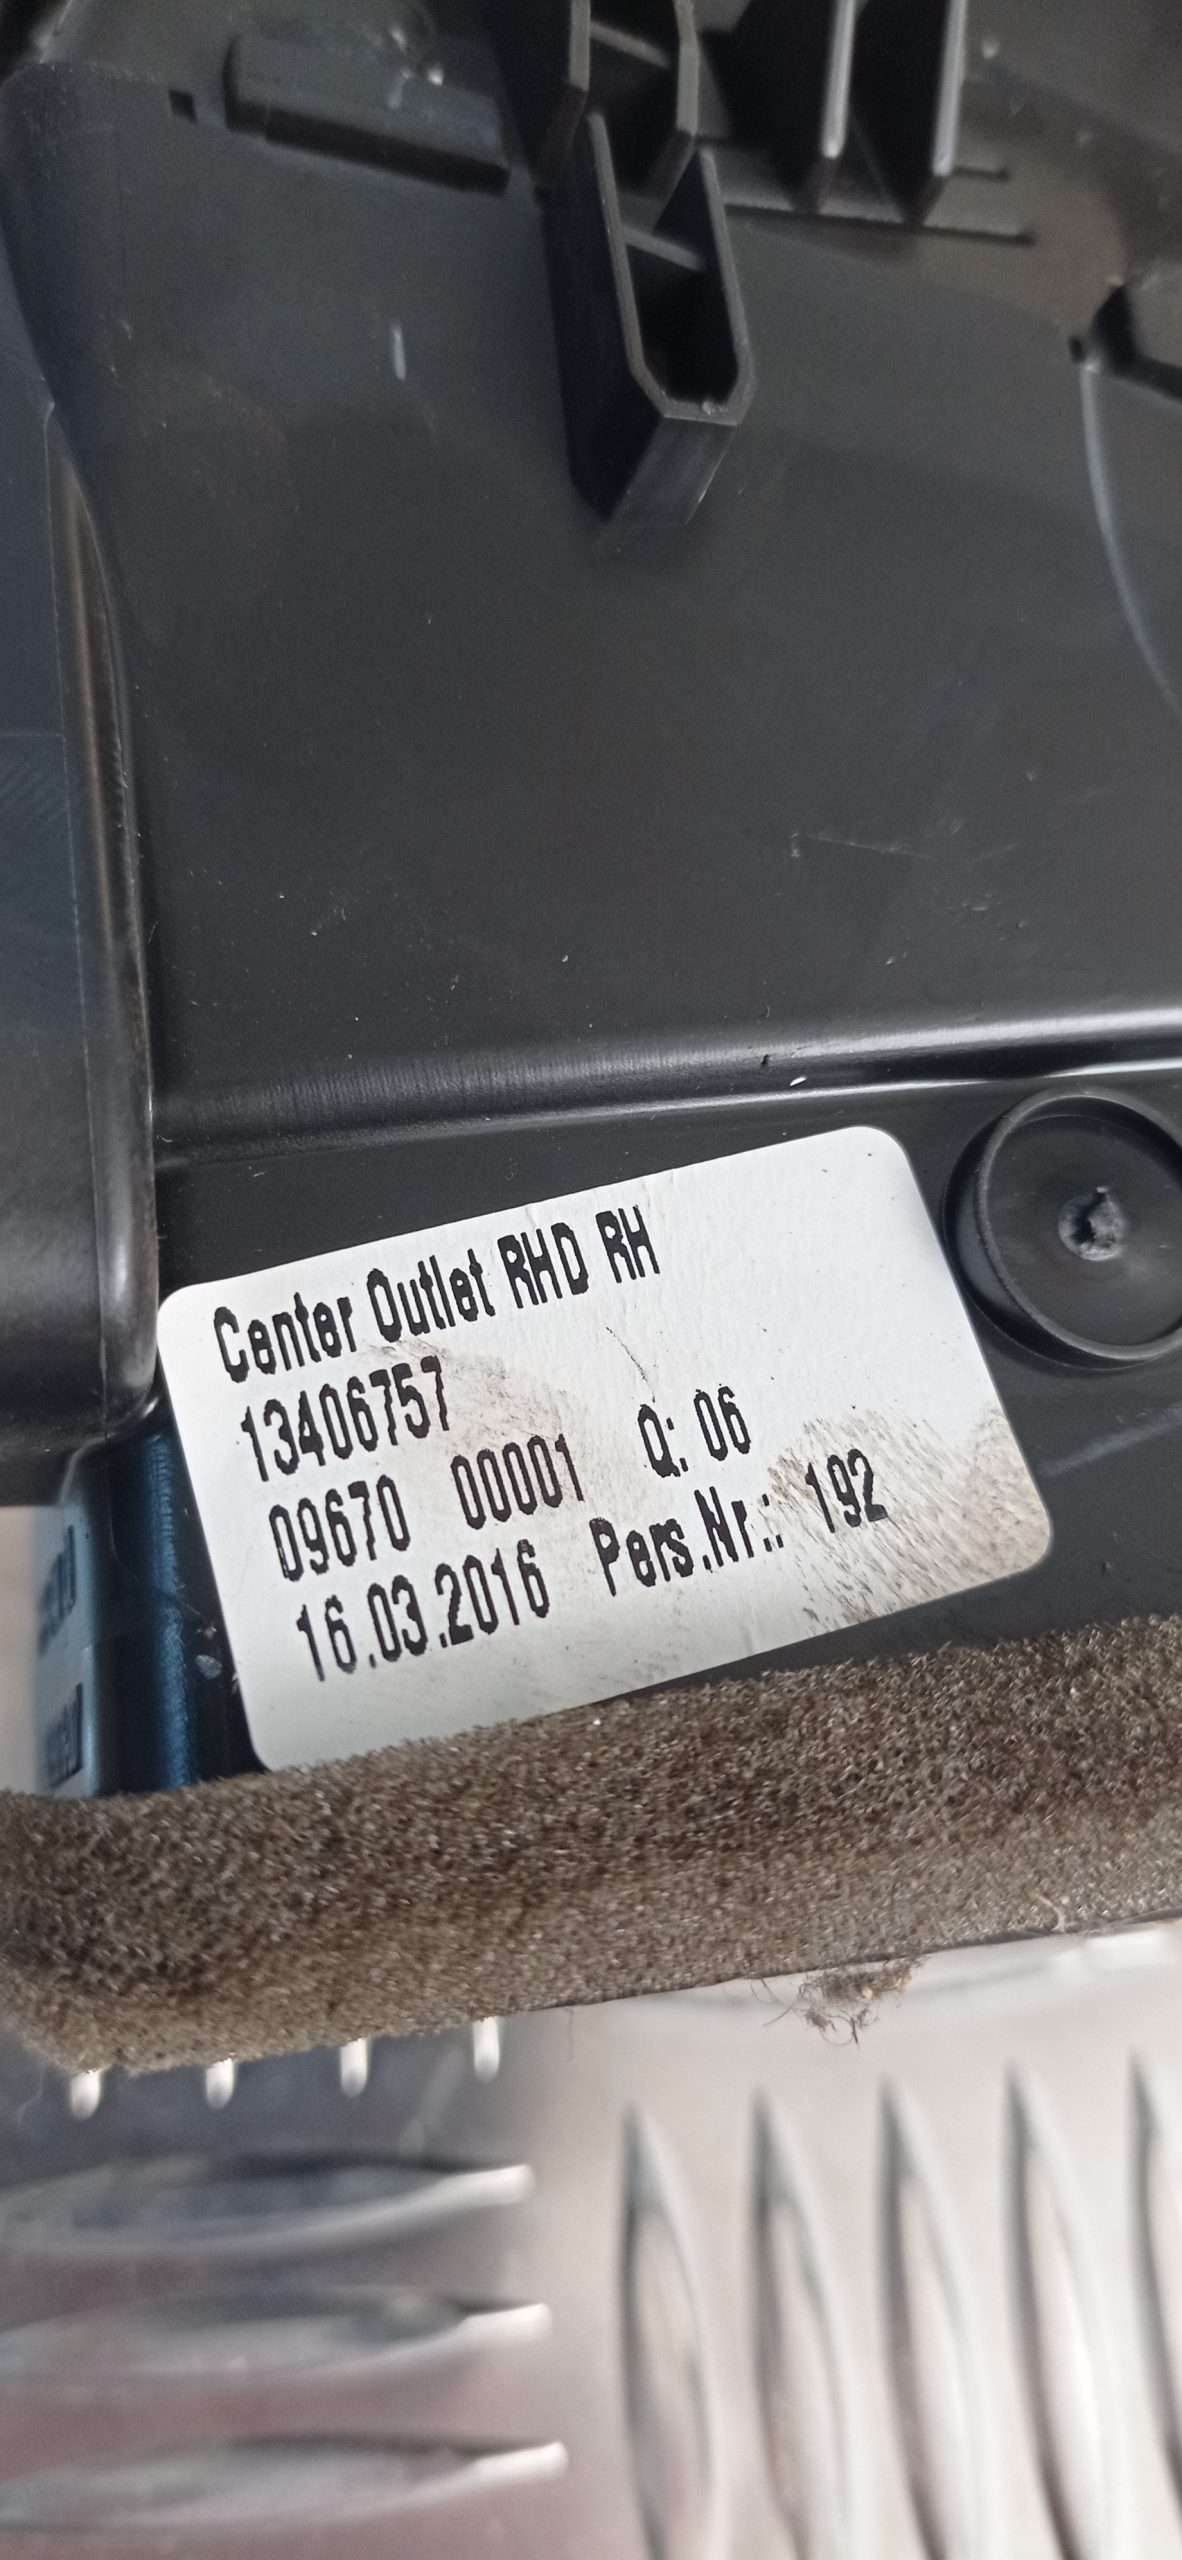 Center Outlet RHD RH
13406757
09670 00001 Q: 06
16.03.2016 Pers.Nr.: 192